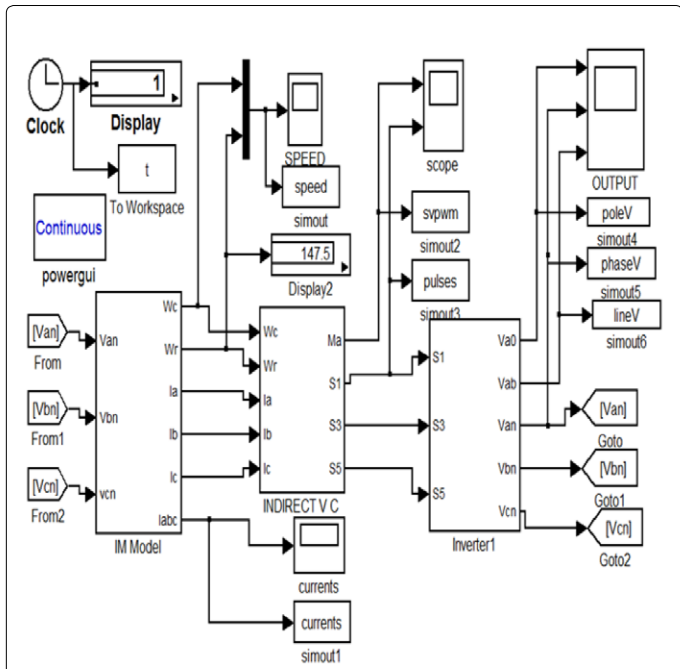 1
Clock
Display
t
To Workspace
Continuous
powergui
SPEED
speed
simout
147.5
Display2
scope
svpwm
simout2
pulses
simout3
OUTPUT
poleV
simout4
phaseV
simout5
lineV
simout6
[Van]
From
[Vbn]
From1
[Vcn]
From2
Van
Vbn
vcn
Wc
Wr
Ia
Ib
Ic
Iabc
IM Model
Wc
Wr
Ia
Ib
Ic
Ma
S1
S3
S5
INDIRECT V C
S1
S3
S5
Va0
Vab
Van
Vbn
Vcn
Inverter1
[Van]
Goto
[Vbn]
Goto1
[Vcn]
Goto2
currents
currents
simout1